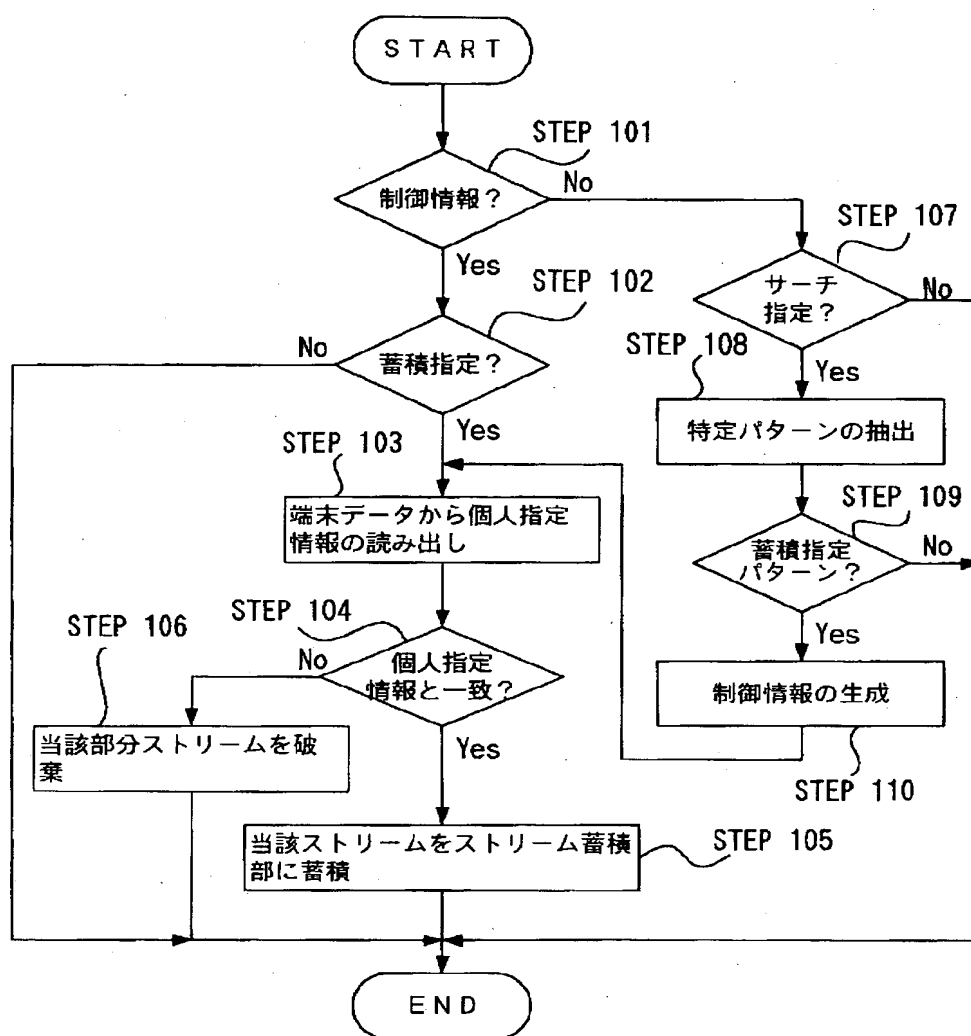 START
STEP 101
制御情報?
No
Yes
STEP 107
サーチ
指定?
No
Yes
STEP 102
蓄積指定?
No
Yes
STEP 108
特定パターンの抽出
STEP 103
端末データから個人指定
情報の読み出し
STEP 109
蓄積指定
パターン?
No
Yes
STEP 104
個人指定
情報と一致?
No
Yes
STEP 106
当該部分ストリームを破
棄
制御情報の生成
STEP 110
当該ストリームをストリーム蓄積
部に蓄積
STEP 105
END